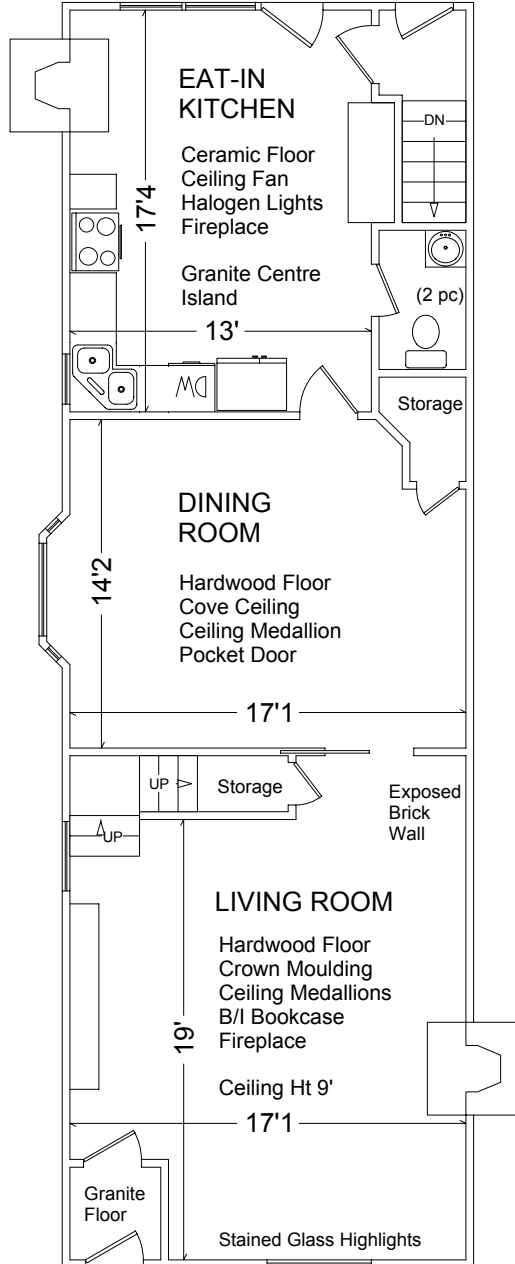 EAT-IN
KITCHEN
Ceramic Floor
Ceiling Fan
Halogen Lights
Fireplace
Granite Centre
Island
17'4
13'
DN
(2 pc)
DW
Storage
DINING
ROOM
Hardwood Floor
Cove Ceiling
Ceiling Medallion
Pocket Door
14'2
17'1
UP
Storage
UP
Exposed
Brick
Wall
LIVING ROOM
Hardwood Floor
Crown Moulding
Ceiling Medallions
B/I Bookcase
Fireplace
Ceiling Ht 9'
19'
17'1
Granite
Floor
Stained Glass Highlights